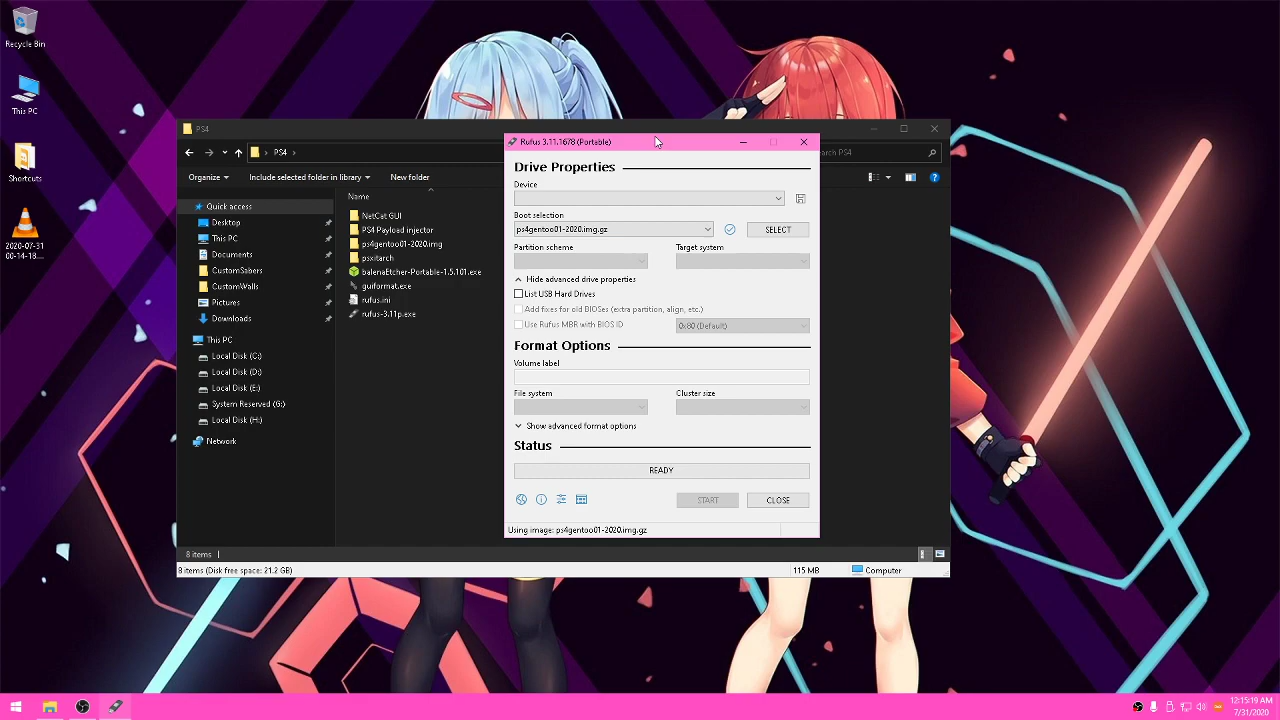 Recycle Bin
This PC
Shortcuts
2020-07-31
00-14-18....
PS4
PS4
Search PS4
Organize
Include selected folder in library
New folder
Quick access
Desktop
This PC
Documents
CustomSabers
CustomWalls
Pictures
Downloads
This PC
Local Disk (C:)
Local Disk (D:)
Local Disk (E:)
System Reserved (G:)
Local Disk (H:)
Network
Name
NetCat GUI
PS4 Payload injector
ps4gentoo01-2020.img
psxitarch
balenaEtcher-Portable-1.5.101.exe
guiformat.exe
rufus.ini
rufus-3.11p.exe
8 items
8 items (Disk free space: 21.2 GB)
115 MB
Computer
Rufus 3.11.1678 (Portable)
Drive Properties
Device
Boot selection
ps4gentoo01-2020.img.gz
SELECT
Partition scheme
Target system
Hide advanced drive properties
List USB Hard Drives
Add fixes for old BIOSes (extra partition, align, etc.)
Use Rufus MBR with BIOS ID
0x80 (Default)
Format Options
Volume label
File system
Cluster size
Show advanced format options
Status
READY
START
CLOSE
Using image: ps4gentoo01-2020.img.gz
12:15:19 AM
7/31/2020